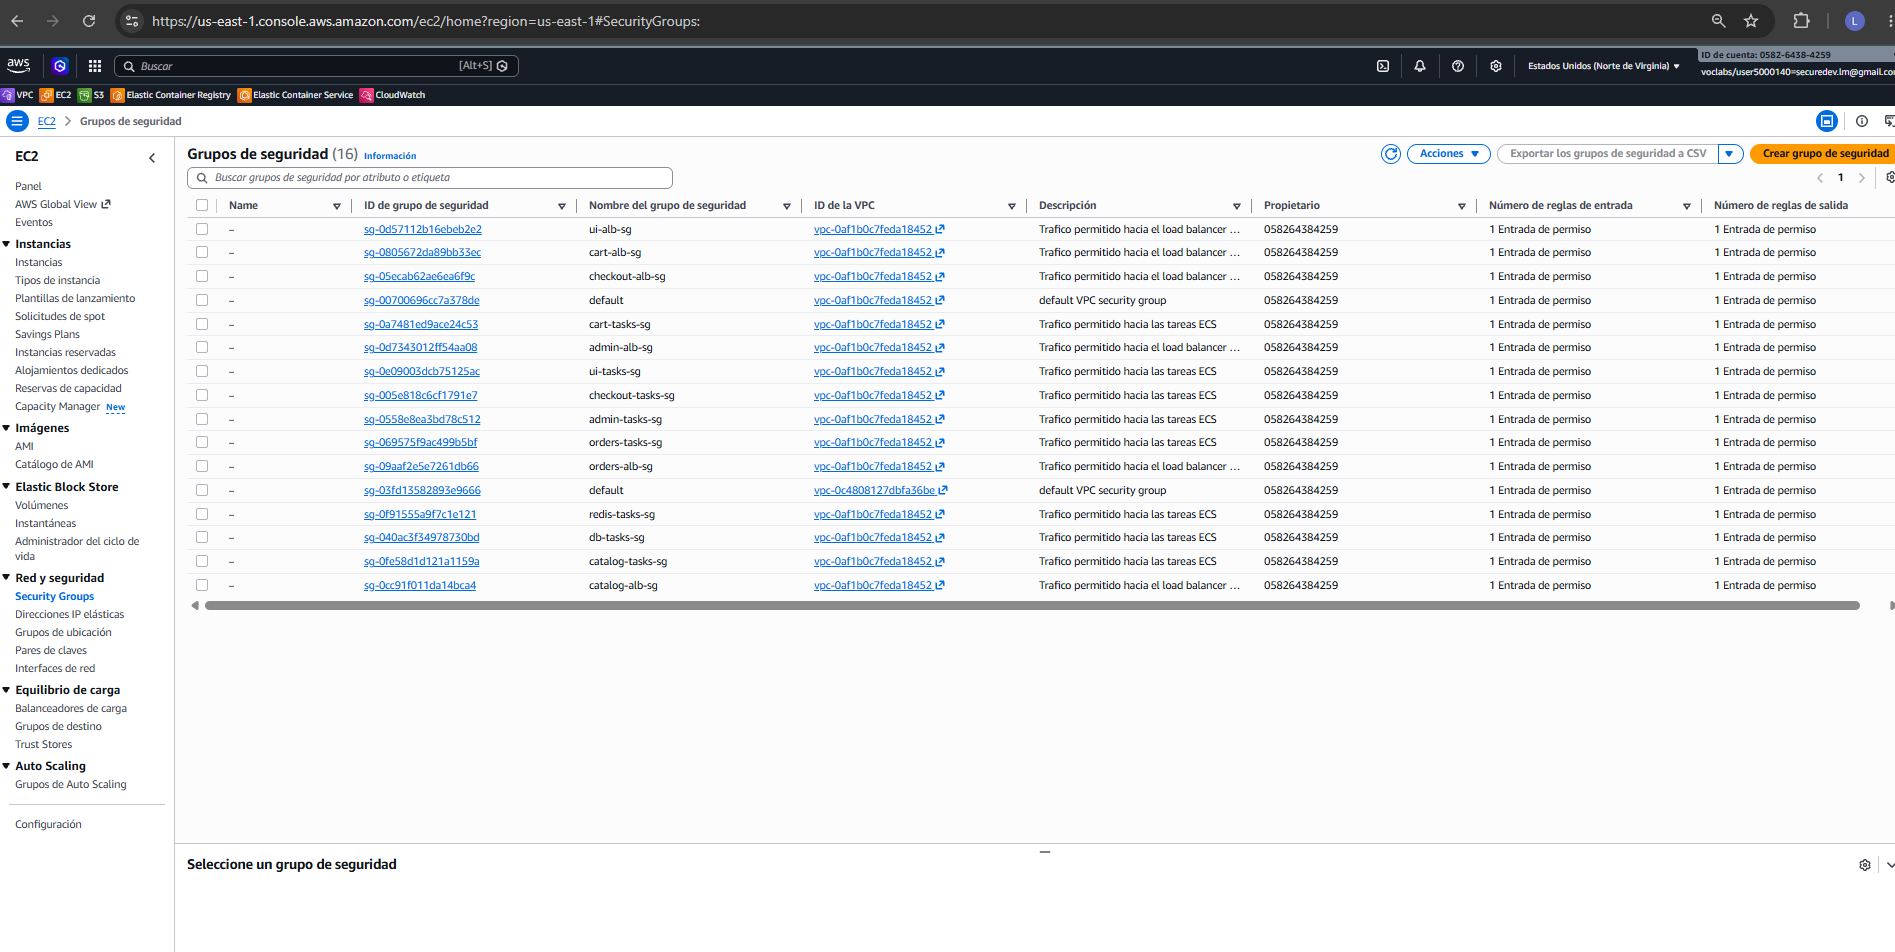 https://us-east-1.console.aws.amazon.com/ec2/home?region=us-east-1#SecurityGroups:
L
aws
Buscar [Alt+S]
Estados Unidos (Norte de Virginia)
ID de cuenta: 0582-6438-4259
voclabs/user5000140=securedev.lm@gmail.co
VPC EC2 S3 Elastic Container Registry Elastic Container Service CloudWatch
EC2 Grupos de seguridad
EC2
Panel
AWS Global View
Eventos
Instancias
Instancias
Tipos de instancia
Plantillas de lanzamiento
Solicitudes de spot
Savings Plans
Instancias reservadas
Alojamientos dedicados
Reservas de capacidad
Capacity Manager New
Imágenes
AMI
Catálogo de AMI
Elastic Block Store
Volúmenes
Instantáneas
Administrador del ciclo de
vida
Red y seguridad
Security Groups
Direcciones IP elásticas
Grupos de ubicación
Pares de claves
Interfaces de red
Equilibrio de carga
Balanceadores de carga
Grupos de destino
Trust Stores
Auto Scaling
Grupos de Auto Scaling
Configuración
Grupos de seguridad (16) Información
Acciones Exportar los grupos de seguridad a CSV Crear grupo de seguridad
Buscar grupos de seguridad por atributo o etiqueta
1
Name ID de grupo de seguridad Nombre del grupo de seguridad ID de la VPC Descripción Propietario Número de reglas de entrada Número de reglas de salida
– sg-0d57112b16ebeb2e2 ui-alb-sg vpc-0af1b0c7feda18452 Trafico permitido hacia el load balancer ... 058264384259 1 Entrada de permiso 1 Entrada de permiso
– sg-0805672da89bb33ec cart-alb-sg vpc-0af1b0c7feda18452 Trafico permitido hacia el load balancer ... 058264384259 1 Entrada de permiso 1 Entrada de permiso
– sg-05ecab62ae6ea6f9c checkout-alb-sg vpc-0af1b0c7feda18452 Trafico permitido hacia el load balancer ... 058264384259 1 Entrada de permiso 1 Entrada de permiso
– sg-00700696cc7a378de default vpc-0af1b0c7feda18452 default VPC security group 058264384259 1 Entrada de permiso 1 Entrada de permiso
– sg-0a7481ed9ace24c53 cart-tasks-sg vpc-0af1b0c7feda18452 Trafico permitido hacia las tareas ECS 058264384259 1 Entrada de permiso 1 Entrada de permiso
– sg-0d7343012ff54aa08 admin-alb-sg vpc-0af1b0c7feda18452 Trafico permitido hacia el load balancer ... 058264384259 1 Entrada de permiso 1 Entrada de permiso
– sg-0e09003dcb75125ac ui-tasks-sg vpc-0af1b0c7feda18452 Trafico permitido hacia las tareas ECS 058264384259 1 Entrada de permiso 1 Entrada de permiso
– sg-005e818c6cf1791e7 checkout-tasks-sg vpc-0af1b0c7feda18452 Trafico permitido hacia las tareas ECS 058264384259 1 Entrada de permiso 1 Entrada de permiso
– sg-0558e8ea3bd78c512 admin-tasks-sg vpc-0af1b0c7feda18452 Trafico permitido hacia las tareas ECS 058264384259 1 Entrada de permiso 1 Entrada de permiso
– sg-069575f9ac499b5bf orders-tasks-sg vpc-0af1b0c7feda18452 Trafico permitido hacia las tareas ECS 058264384259 1 Entrada de permiso 1 Entrada de permiso
– sg-09aaf2e5e7261db66 orders-alb-sg vpc-0af1b0c7feda18452 Trafico permitido hacia el load balancer ... 058264384259 1 Entrada de permiso 1 Entrada de permiso
– sg-03fd13582893e9666 default vpc-0c4808127dbfa36be default VPC security group 058264384259 1 Entrada de permiso 1 Entrada de permiso
– sg-0f91555a9f7c1e121 redis-tasks-sg vpc-0af1b0c7feda18452 Trafico permitido hacia las tareas ECS 058264384259 1 Entrada de permiso 1 Entrada de permiso
– sg-040ac3f34978730bd db-tasks-sg vpc-0af1b0c7feda18452 Trafico permitido hacia las tareas ECS 058264384259 1 Entrada de permiso 1 Entrada de permiso
– sg-0fe58d1d121a1159a catalog-tasks-sg vpc-0af1b0c7feda18452 Trafico permitido hacia las tareas ECS 058264384259 1 Entrada de permiso 1 Entrada de permiso
– sg-0cc91f011da14bca4 catalog-alb-sg vpc-0af1b0c7feda18452 Trafico permitido hacia el load balancer ... 058264384259 1 Entrada de permiso 1 Entrada de permiso
Seleccione un grupo de seguridad